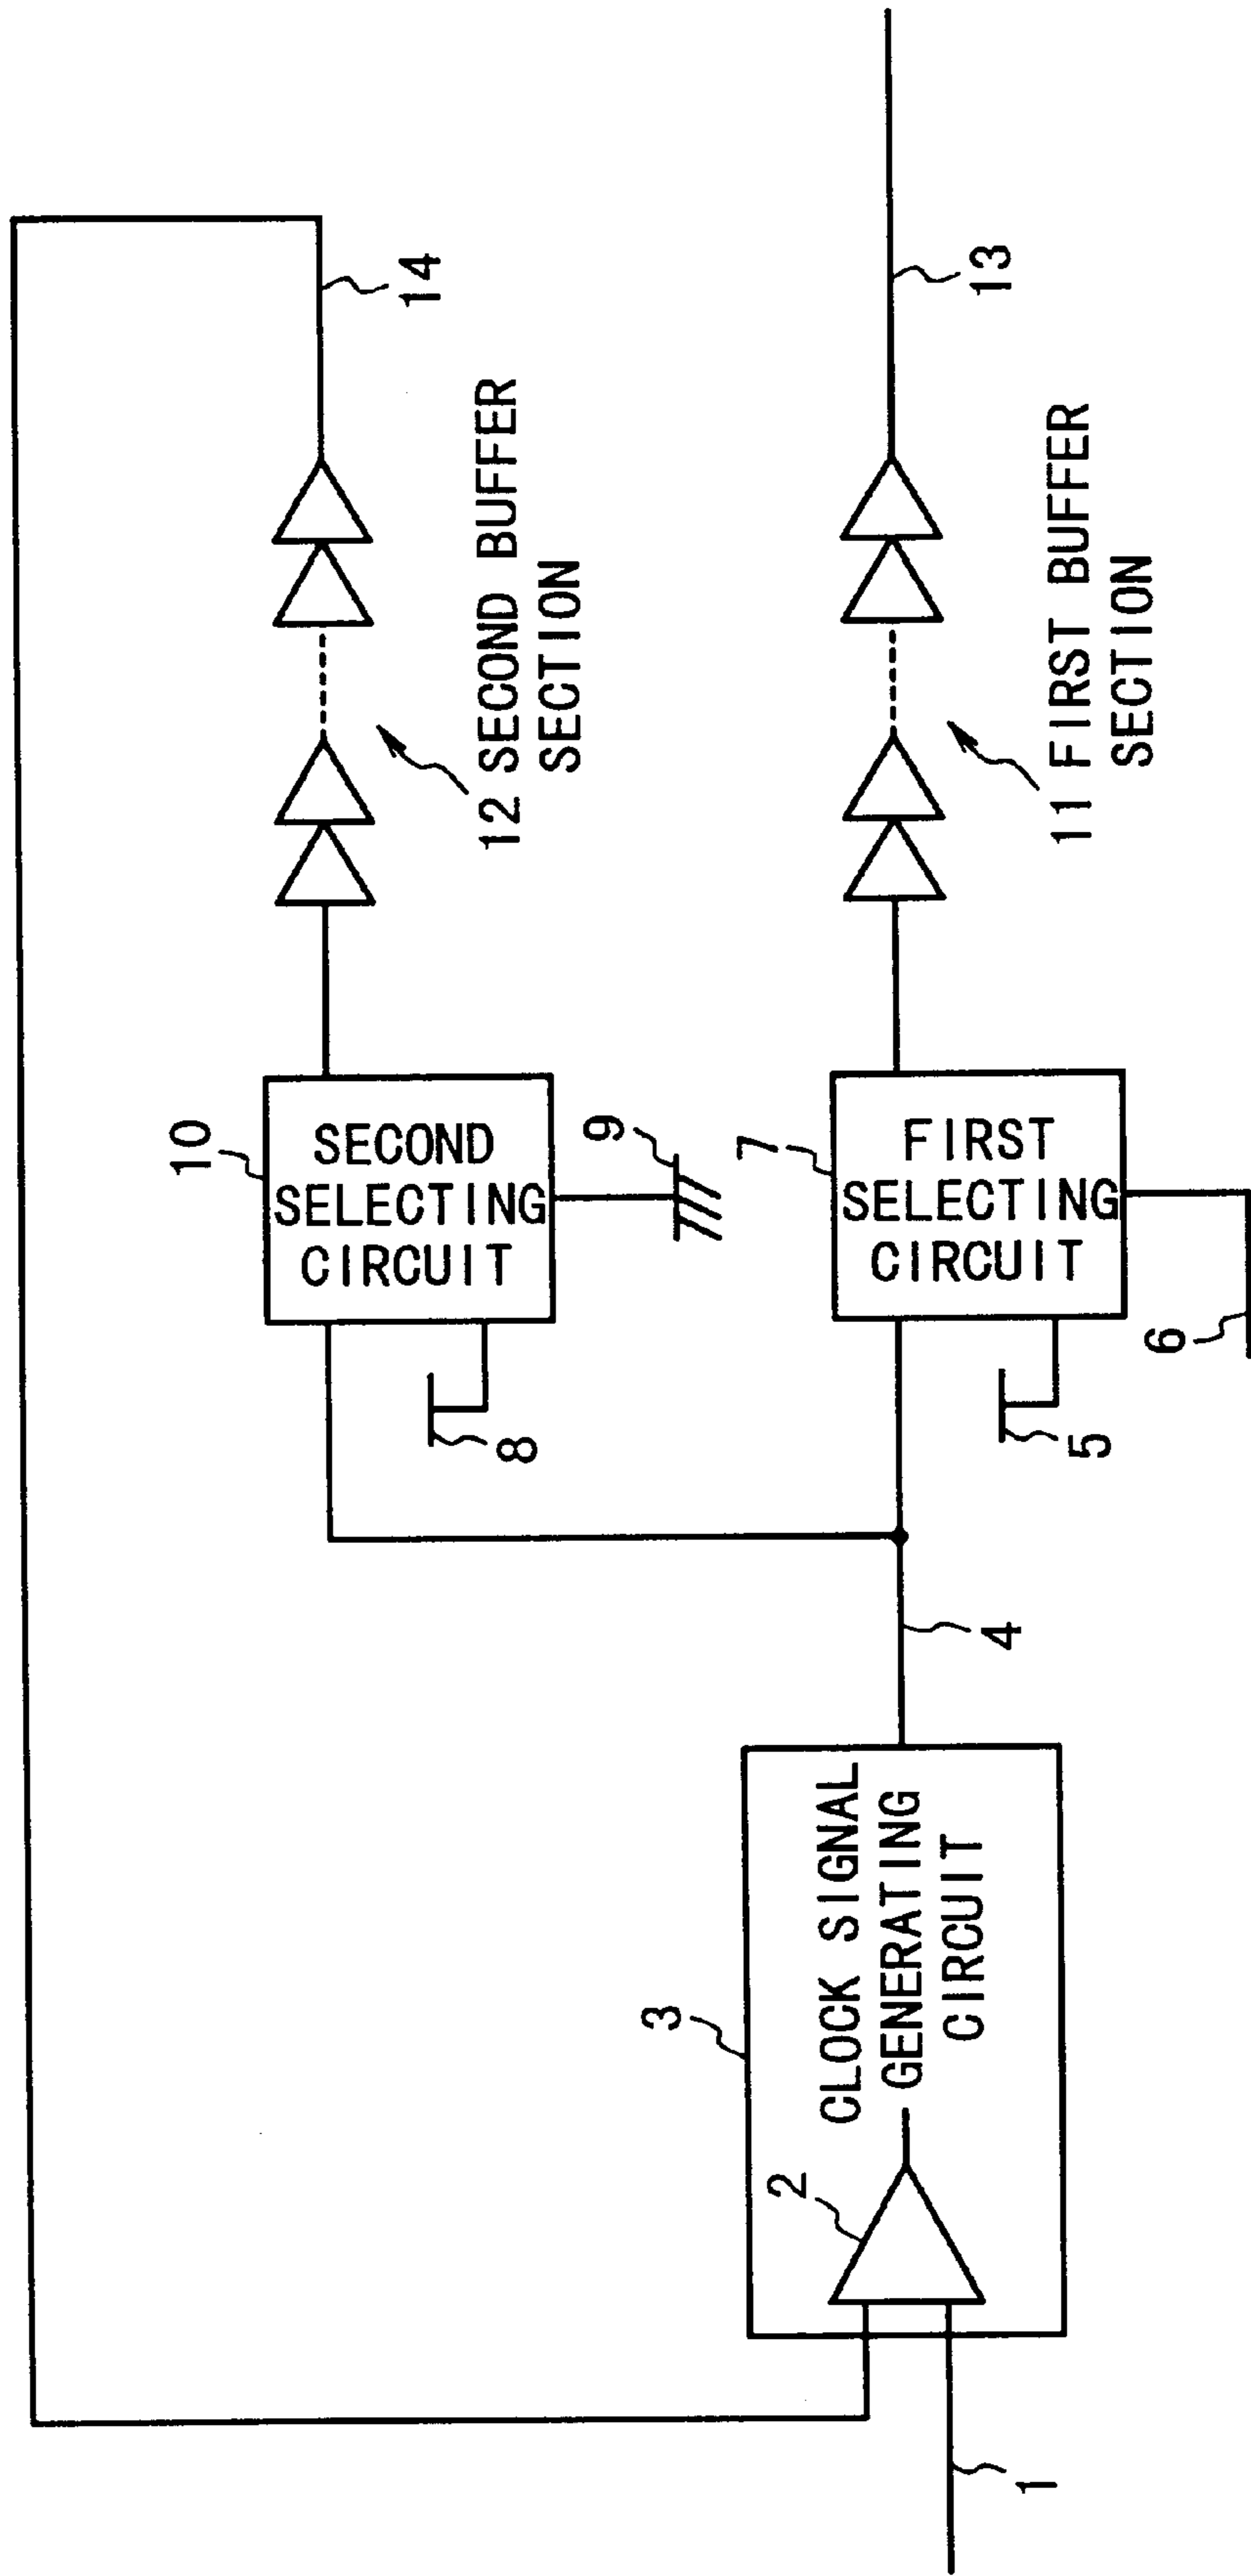 14
12 SECOND BUFFER
SECTION
10
SECOND
SELECTING
CIRCUIT
9
8
13
11 FIRST BUFFER
SECTION
7
FIRST
SELECTING
CIRCUIT
6
5
4
3
CLOCK SIGNAL
GENERATING
CIRCUIT
2
1